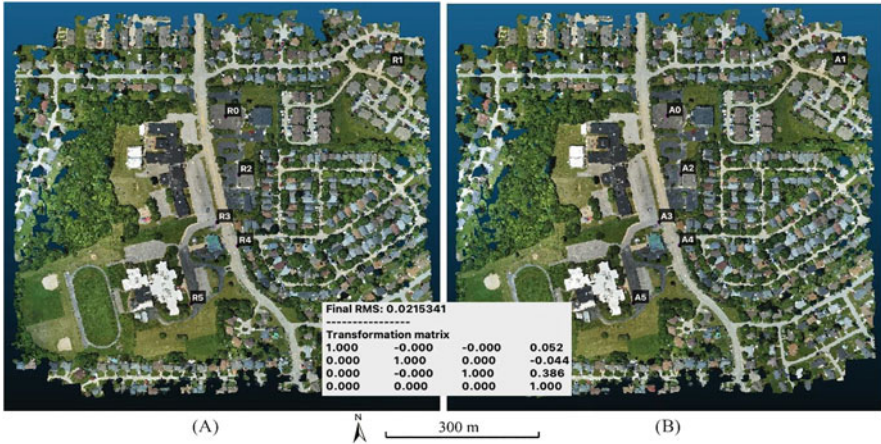 R1
R0
R2
R3
R4
R5
A1
A0
A2
A3
A4
A5
Final RMS: 0.0215341
----------------
Transformation matrix
1.000 -0.000 -0.000 0.052
0.000 1.000 0.000 -0.044
0.000 -0.000 1.000 0.386
0.000 0.000 0.000 1.000
(A)
N
300 m
(B)